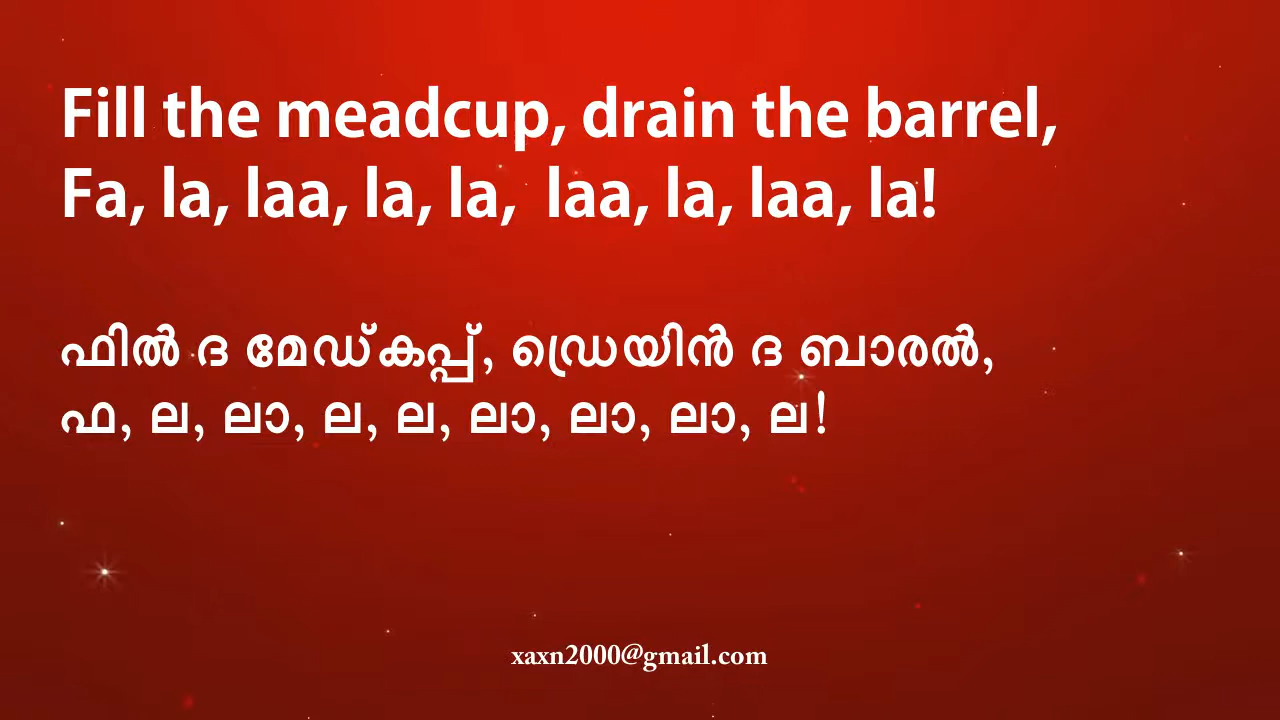 Fill the meadcup, drain the barrel,
Fa, la, laa, la, la, laa, la, laa, la!
ഫിൽ ദ മേഡ്കപ്പ്, ഡ്രെയിൻ ദ ബാരൽ,
ഫ, ല, ലാ, ല, ല, ലാ, ലാ, ലാ, ല!
xaxn2000@gmail.com